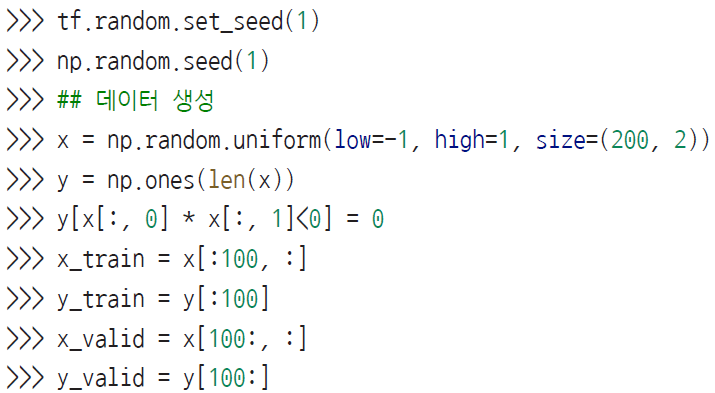 >>> tf.random.set_seed(1)
>>> np.random.seed(1)
>>> ## 데이터 생성
>>> x = np.random.uniform(low=-1, high=1, size=(200, 2))
>>> y = np.ones(len(x))
>>> y[x[:, 0] * x[:, 1]<0] = 0
>>> x_train = x[:100, :]
>>> y_train = y[:100]
>>> x_valid = x[100:, :]
>>> y_valid = y[100:]